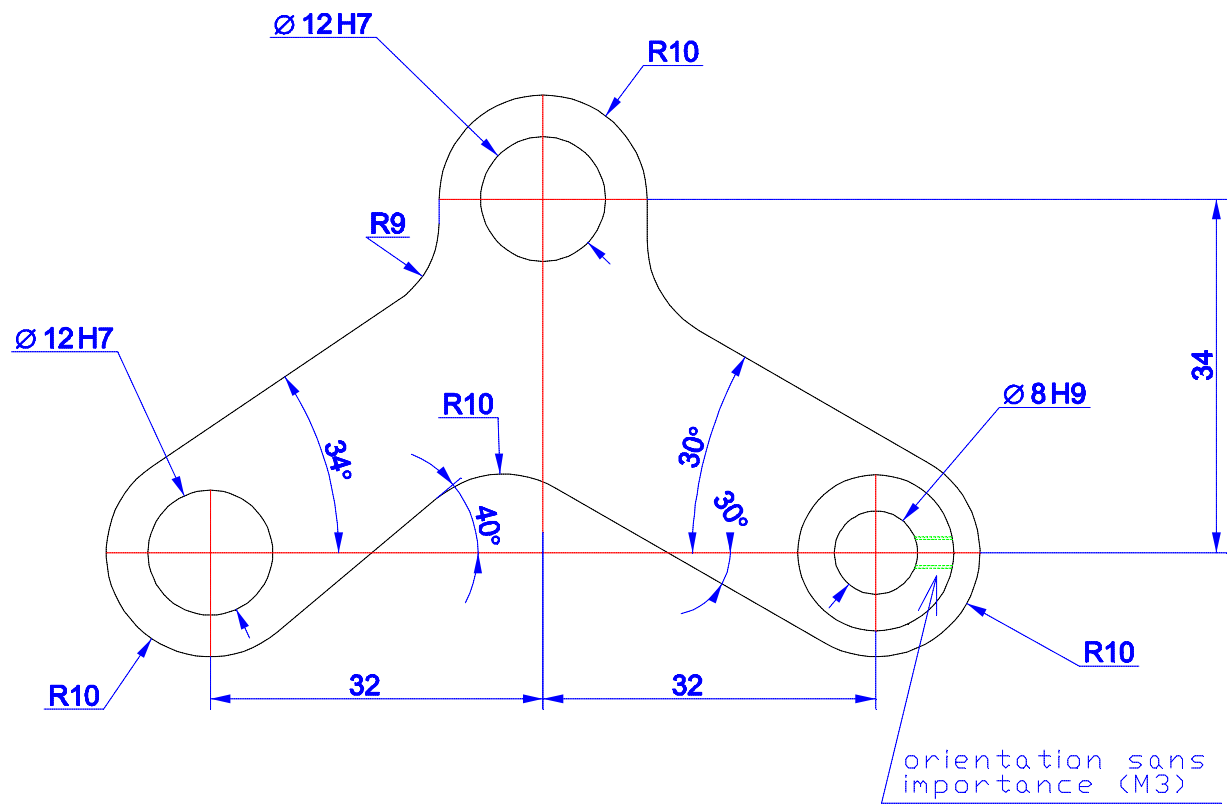 Ø 12 H7
R10
R9
Ø 12 H7
34
R10
Ø 8 H9
34°
30°
30°
40°
R10
R10
32
32
orientation sans
importance (M3)